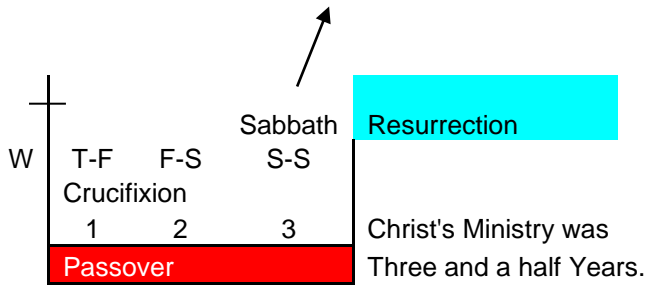 Sabbath Resurrection
W T-F F-S S-S
Crucifixion
1 2 3 Christ's Ministry was
Passover Three and a half Years.